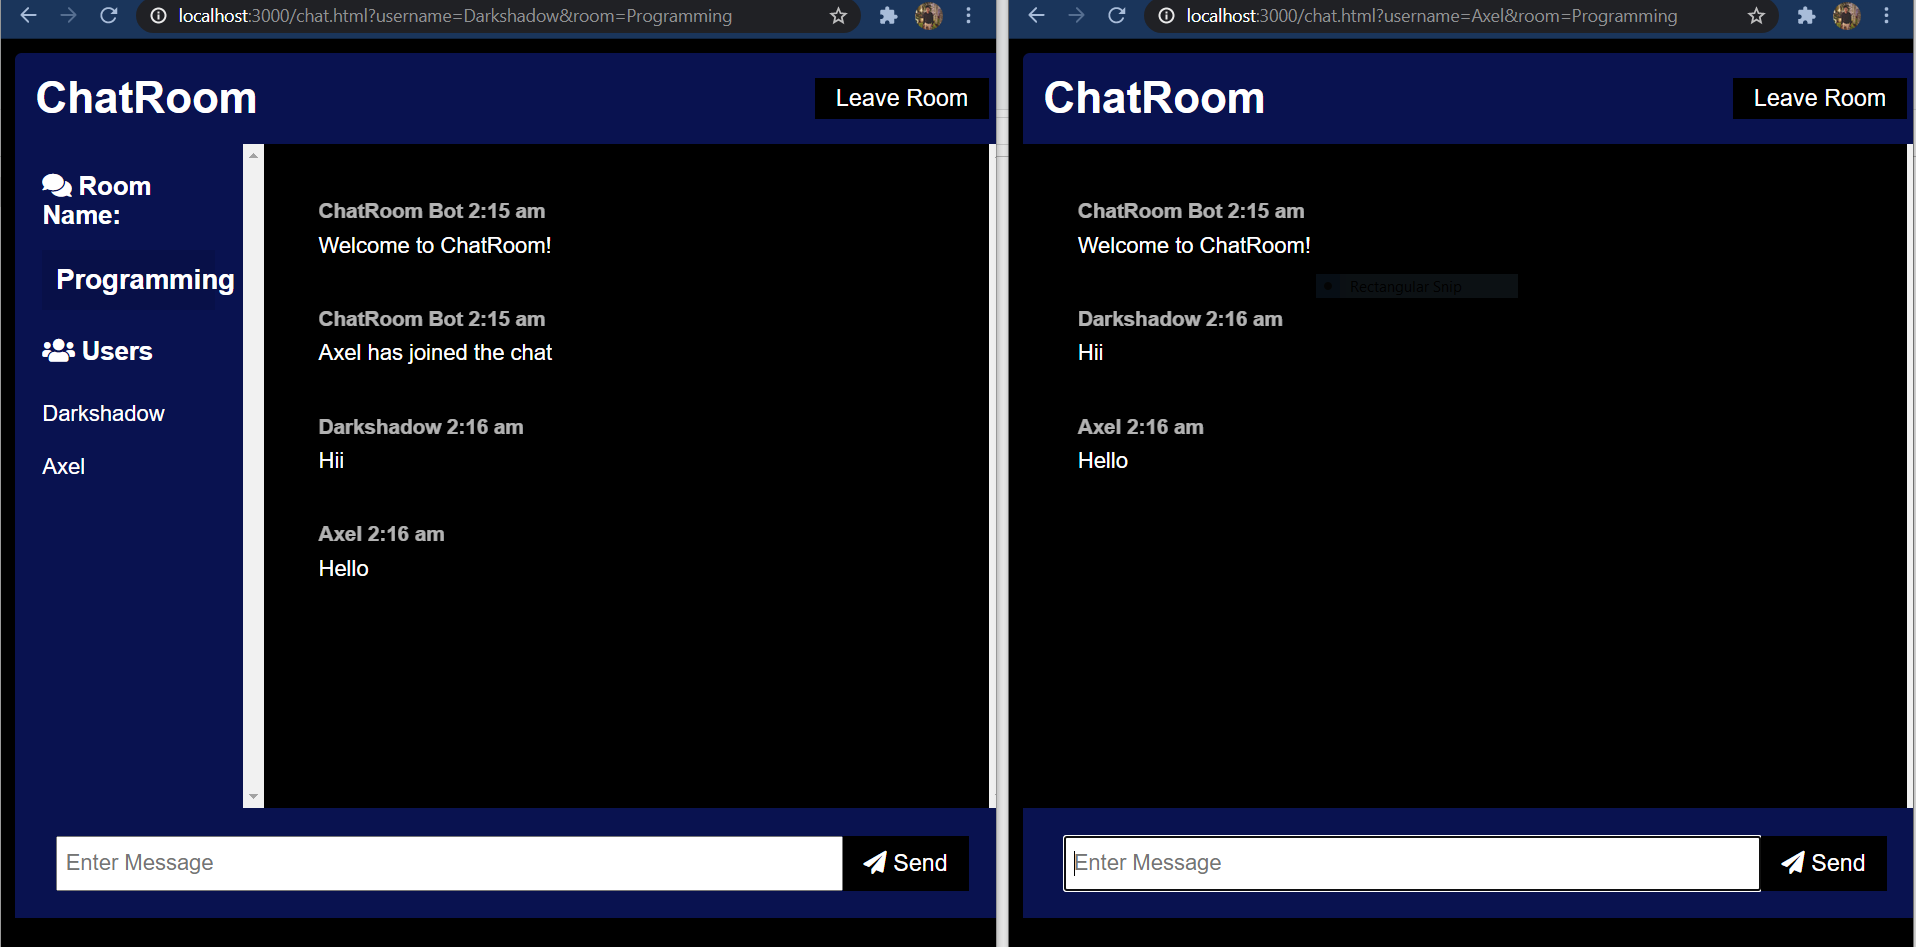 localhost:3000/chat.html?username=Darkshadow&room=Programming
ChatRoom
Leave Room
Room
Name:
Programming
Users
Darkshadow
Axel
ChatRoom Bot 2:15 am
Welcome to ChatRoom!
ChatRoom Bot 2:15 am
Axel has joined the chat
Darkshadow 2:16 am
Hii
Axel 2:16 am
Hello
Enter Message
Send
localhost:3000/chat.html?username=Axel&room=Programming
ChatRoom
Leave Room
ChatRoom Bot 2:15 am
Welcome to ChatRoom!
Rectangular Snip
Darkshadow 2:16 am
Hii
Axel 2:16 am
Hello
Enter Message
Send